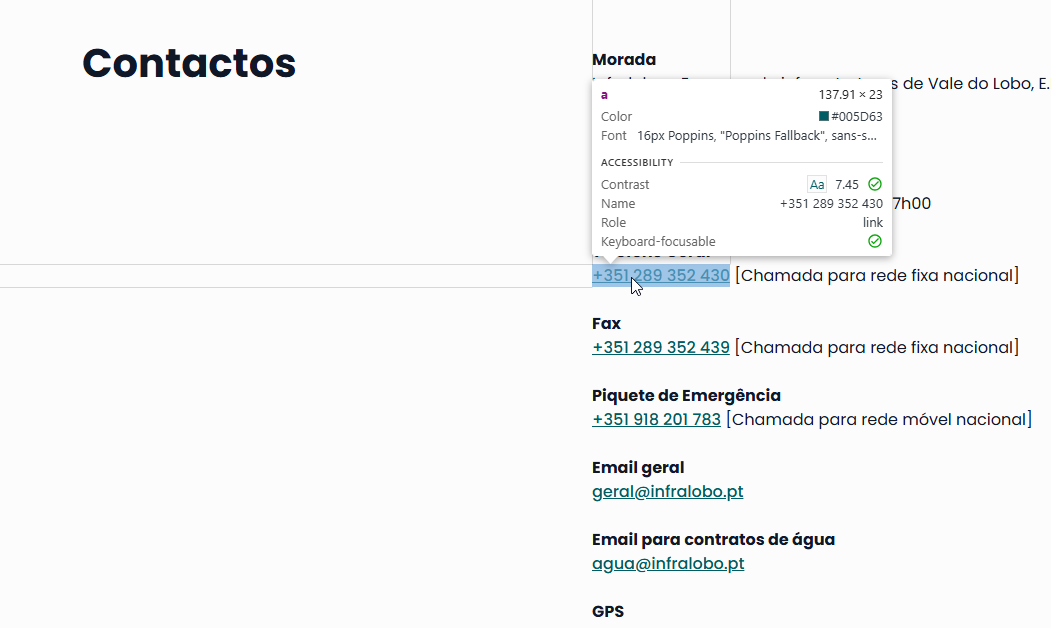 Contactos
Morada
s de Vale do Lobo, E.
a 137.91 × 23
Color #005D63
Font 16px Poppins, "Poppins Fallback", sans-s...
ACCESSIBILITY
Contrast Aa 7.45
Name +351 289 352 430
Role link
Keyboard-focusable
7h00
+351 289 352 430 [Chamada para rede fixa nacional]
Fax
+351 289 352 439 [Chamada para rede fixa nacional]
Piquete de Emergência
+351 918 201 783 [Chamada para rede móvel nacional]
Email geral
geral@infralobo.pt
Email para contratos de água
agua@infralobo.pt
GPS